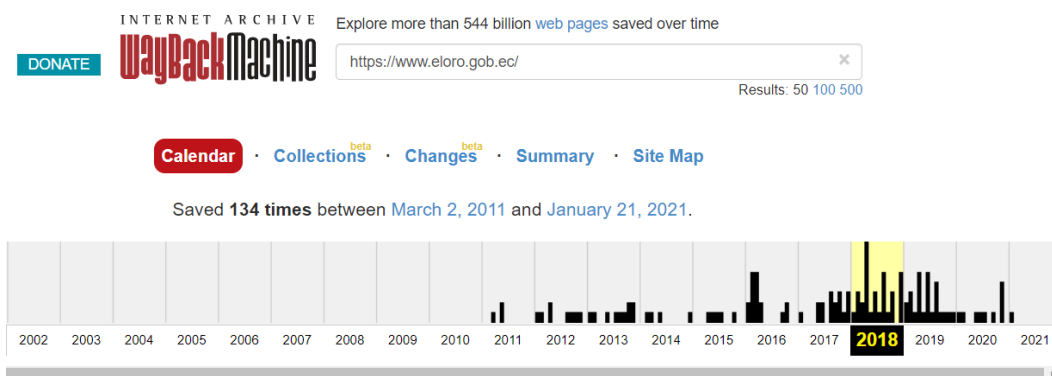 INTERNET ARCHIVE
WayBackMachine
DONATE
Explore more than 544 billion web pages saved over time
https://www.eloro.gob.ec/ ×
Results: 50 100 500
Calendar · Collections beta · Changes beta · Summary · Site Map
Saved 134 times between March 2, 2011 and January 21, 2021.
2002 2003 2004 2005 2006 2007 2008 2009 2010 2011 2012 2013 2014 2015 2016 2017 2018 2019 2020 2021